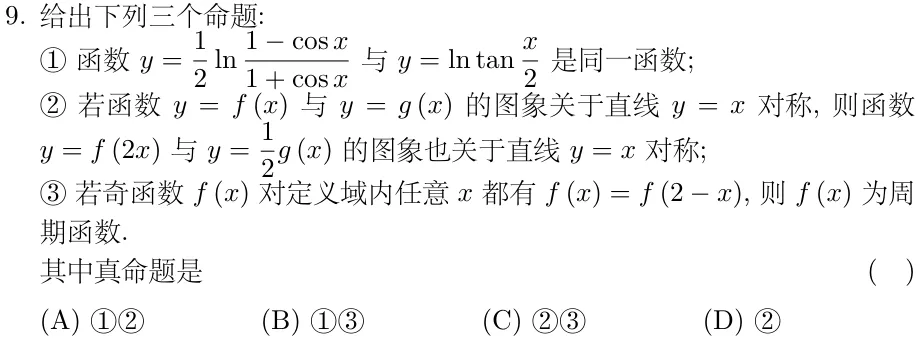 9. 给出下列三个命题:
① 函数 $y = \frac{1}{2} \ln \frac{1 - \cos x}{1 + \cos x}$ 与 $y = \ln \tan \frac{x}{2}$ 是同一函数;
② 若函数 $y = f(x)$ 与 $y = g(x)$ 的图象关于直线 $y = x$ 对称, 则函数
$y = f(2x)$ 与 $y = \frac{1}{2} g(x)$ 的图象也关于直线 $y = x$ 对称;
③ 若奇函数 $f(x)$ 对定义域内任意 $x$ 都有 $f(x) = f(2 - x)$, 则 $f(x)$ 为周
期函数.
其中真命题是 ( )
(A) ①② (B) ①③ (C) ②③ (D) ②